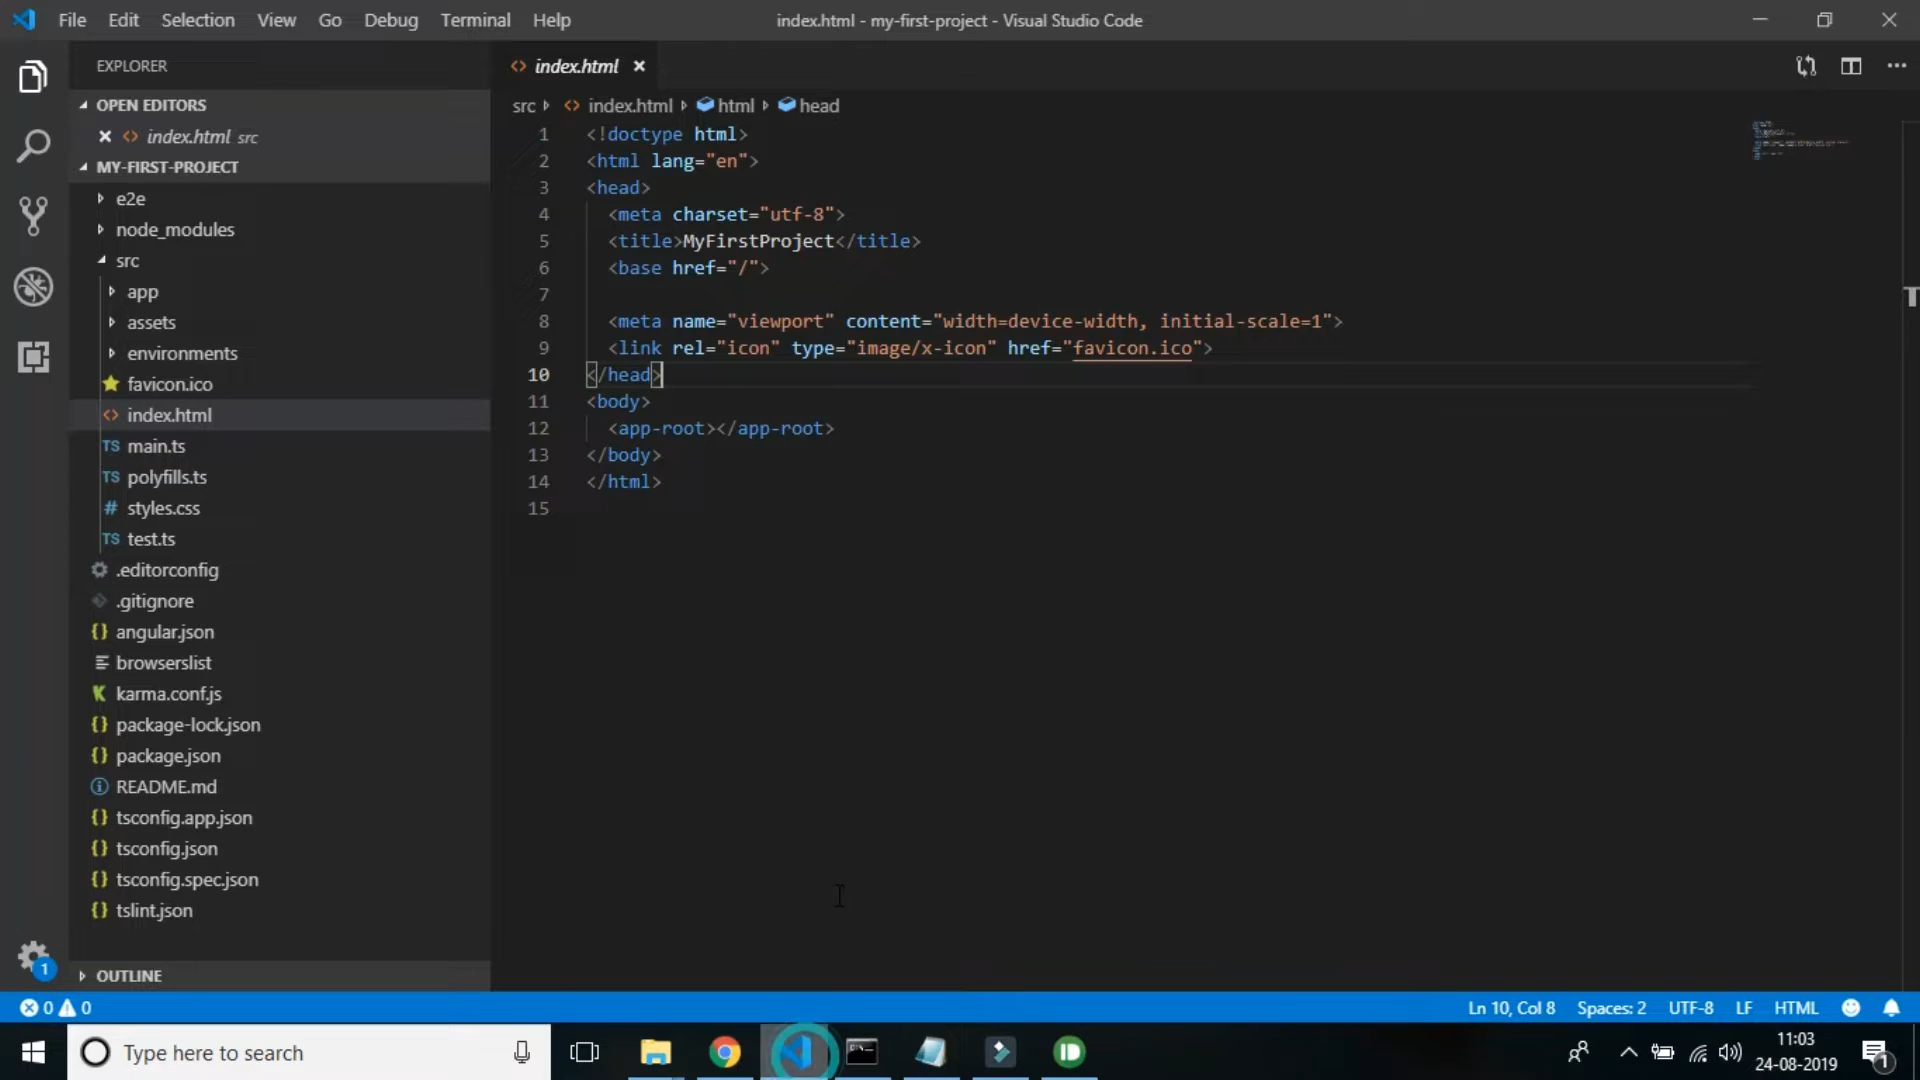 File Edit Selection View Go Debug Terminal Help
index.html - my-first-project - Visual Studio Code
EXPLORER
OPEN EDITORS
index.html src
MY-FIRST-PROJECT
e2e
node_modules
src
app
assets
environments
favicon.ico
index.html
TS main.ts
TS polyfills.ts
# styles.css
TS test.ts
.editorconfig
.gitignore
{} angular.json
browserslist
K karma.conf.js
{} package-lock.json
{} package.json
README.md
{} tsconfig.app.json
{} tsconfig.json
{} tsconfig.spec.json
{} tslint.json
OUTLINE
1
index.html
src index.html html head
1 <!doctype html>
2 <html lang="en">
3 <head>
4 <meta charset="utf-8">
5 <title>MyFirstProject</title>
6 <base href="/">
7
8 <meta name="viewport" content="width=device-width, initial-scale=1">
9 <link rel="icon" type="image/x-icon" href="favicon.ico">
10 </head>
11 <body>
12 <app-root></app-root>
13 </body>
14 </html>
15
0 0
Ln 10, Col 8 Spaces: 2 UTF-8 LF HTML
Type here to search
11:03
24-08-2019
1